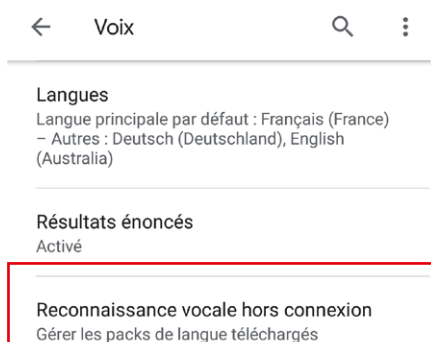 Voix
Langues
Langue principale par défaut : Français (France)
– Autres : Deutsch (Deutschland), English
(Australia)
Résultats énoncés
Activé
Reconnaissance vocale hors connexion
Gérer les packs de langue téléchargés